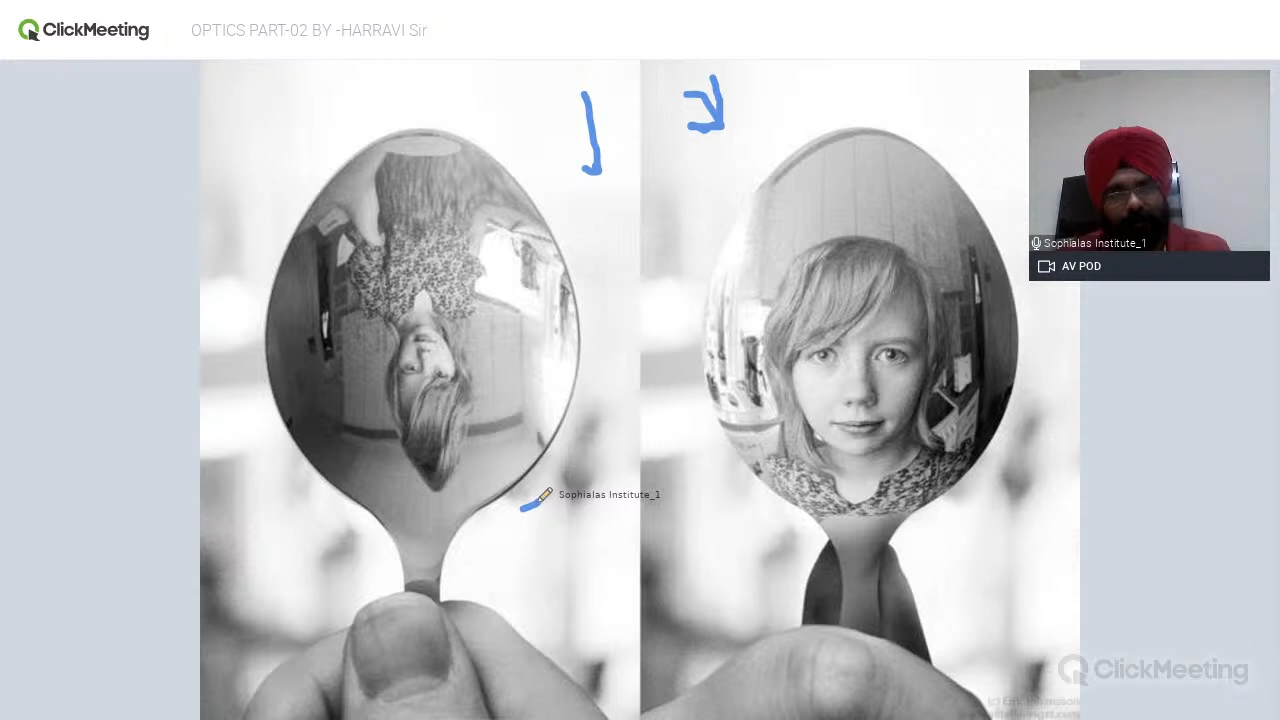 ClickMeeting
OPTICS PART-02 BY -HARRAVI Sir
Sophialas Institute_1
AV POD
Sophialas Institute_1
ClickMeeting